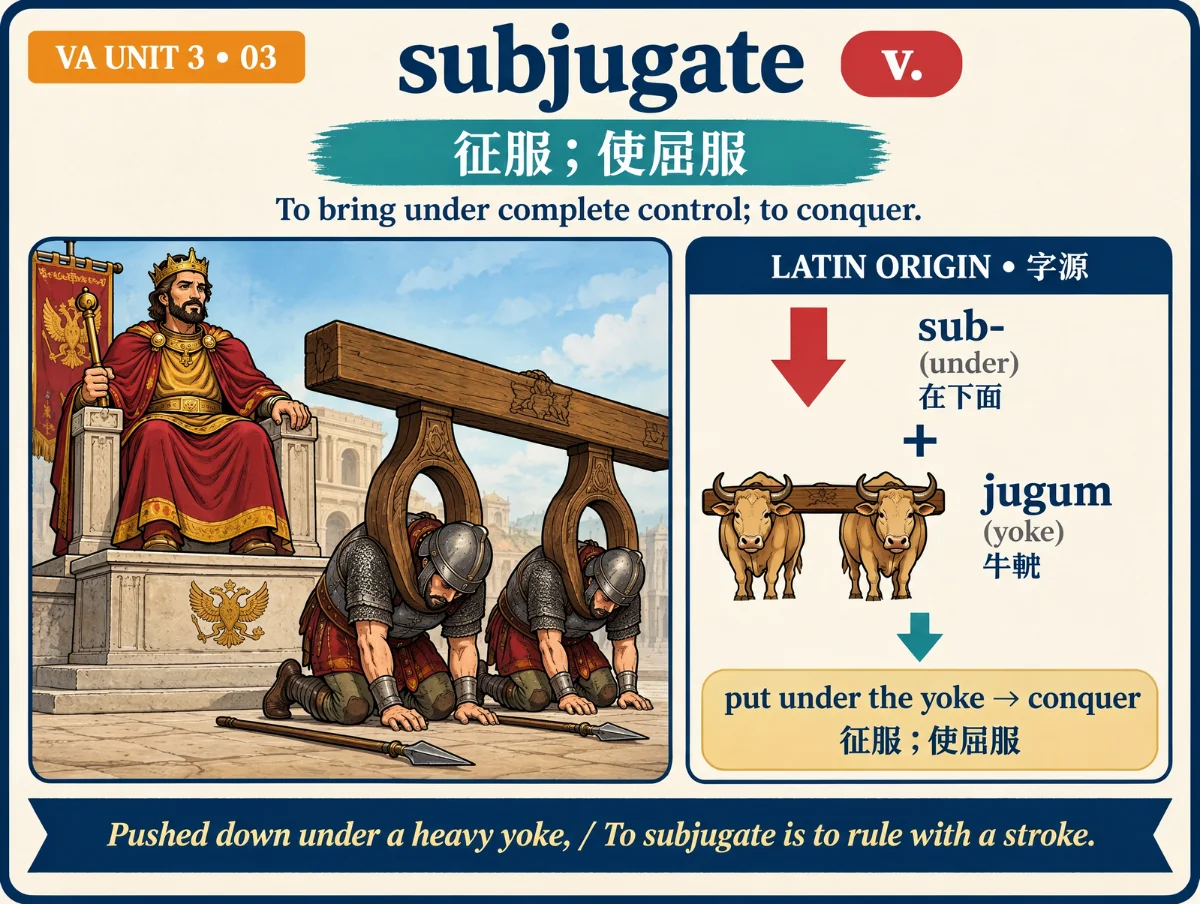 VA UNIT 3 • 03
subjugate
v.
征服；使屈服
To bring under complete control; to conquer.
LATIN ORIGIN • 字源
sub-
(under)
在下面
+
jugum
(yoke)
牛軛
put under the yoke → conquer
征服；使屈服
Pushed down under a heavy yoke, / To subjugate is to rule with a stroke.